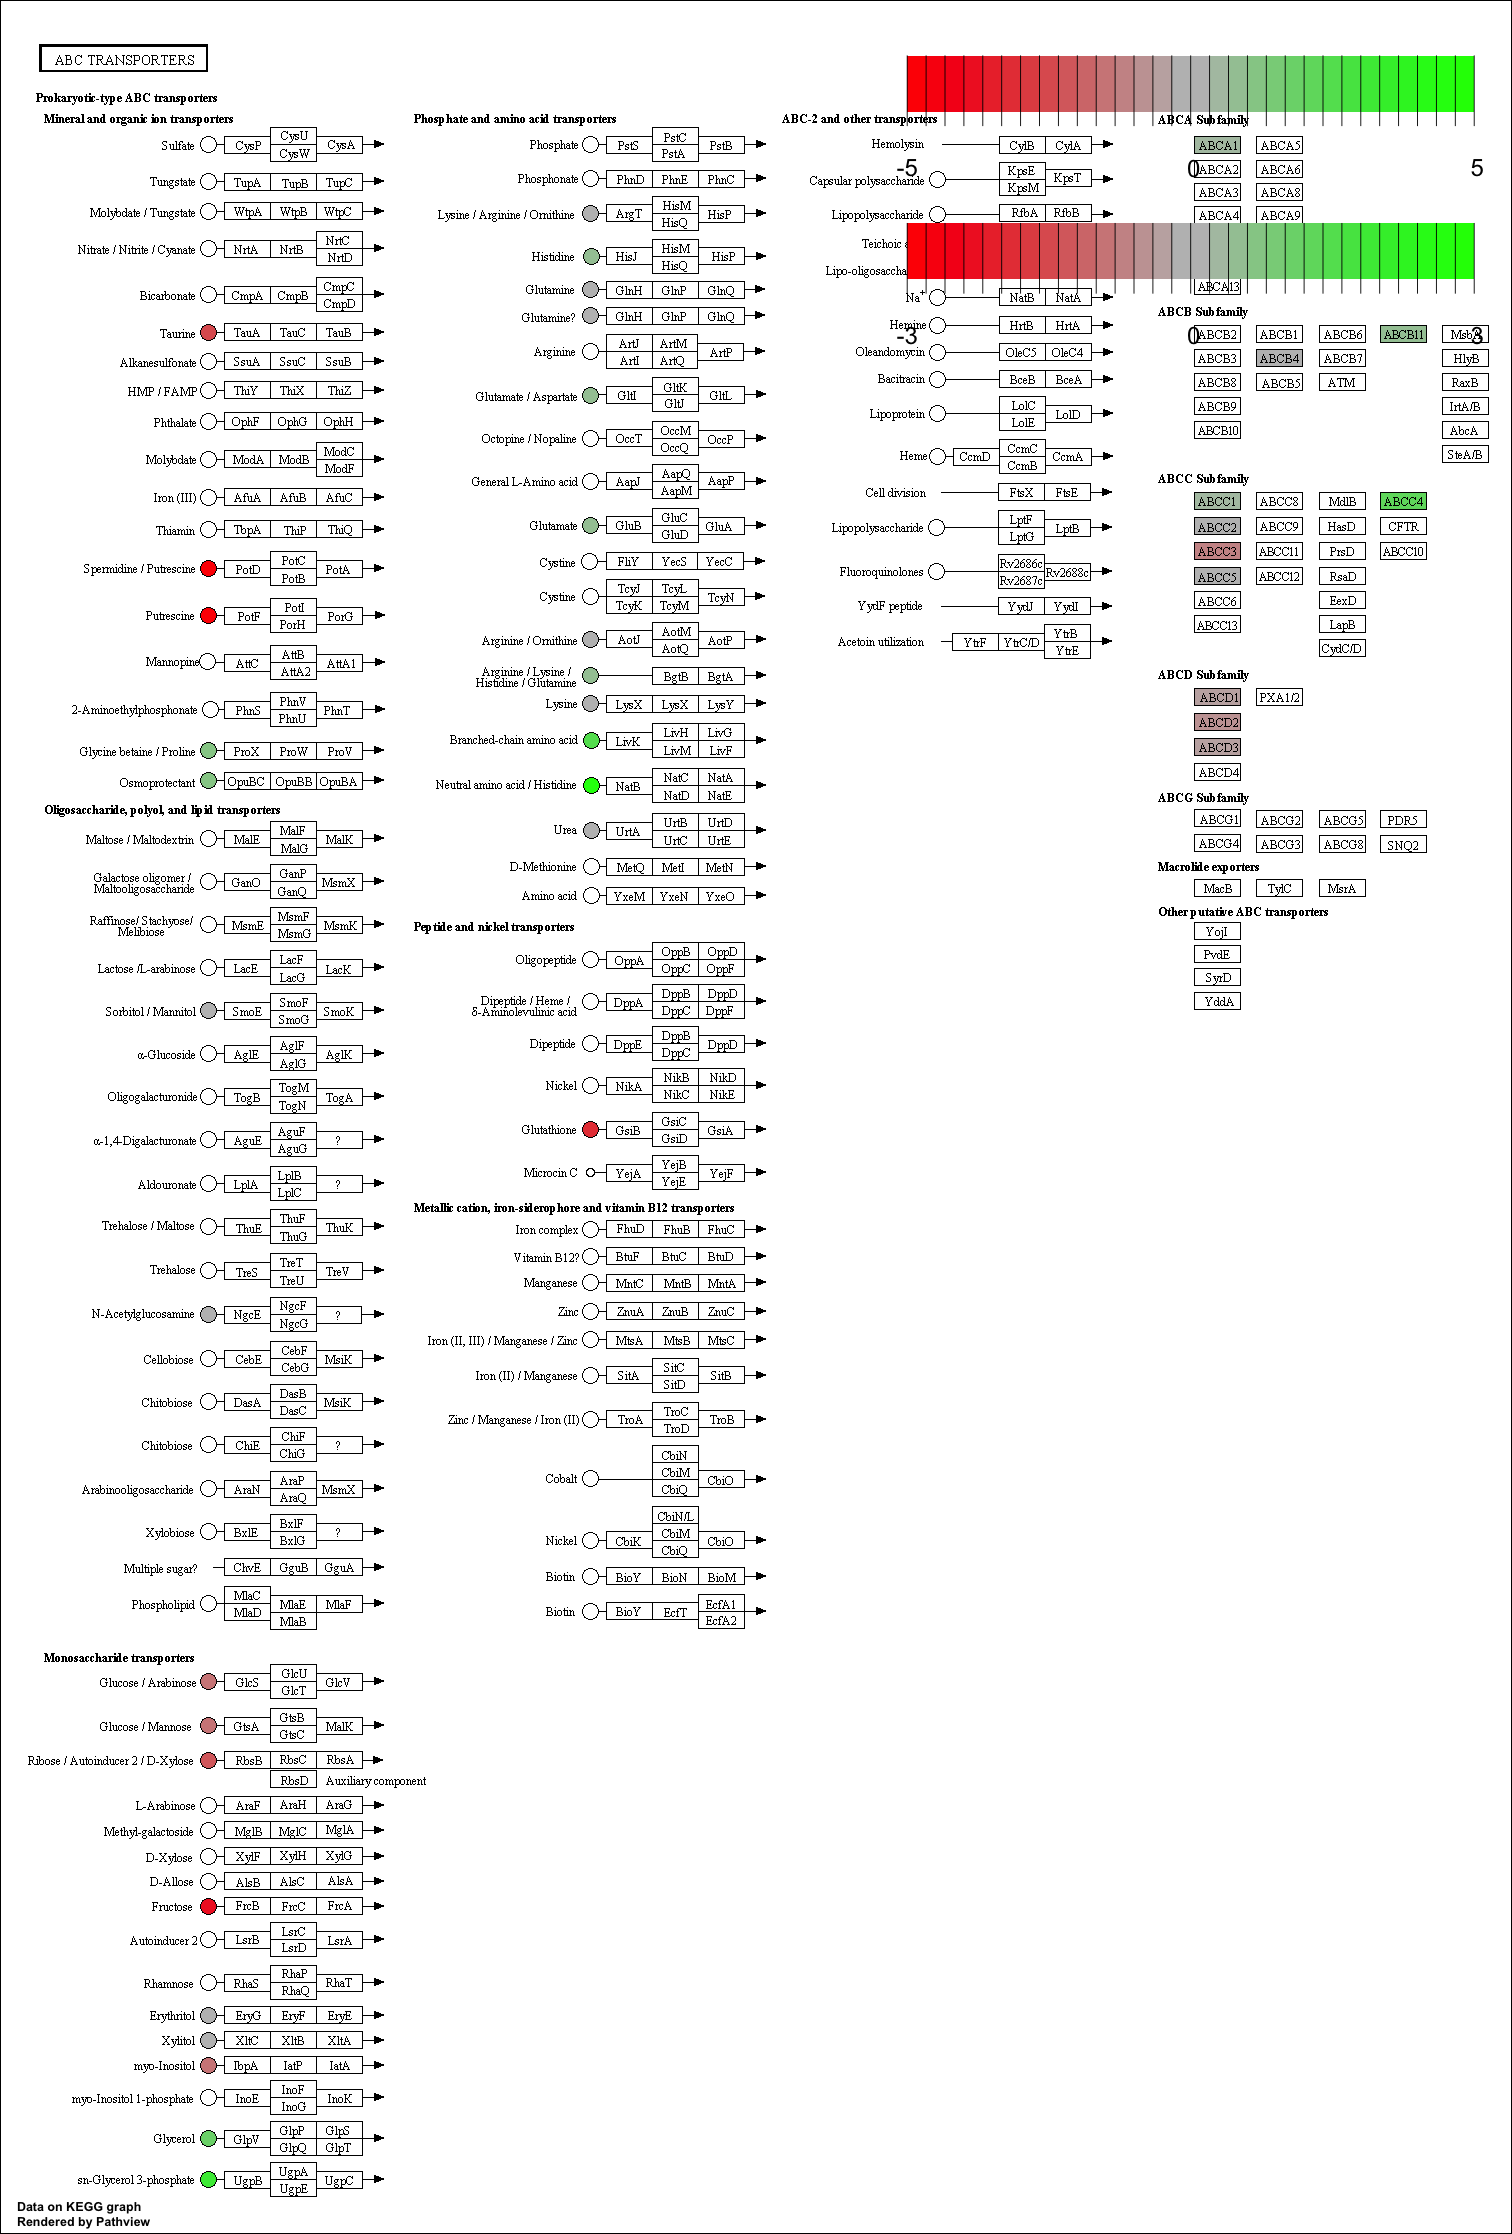 ABC TRANSPORTERS
Prokaryotic-type ABC transporters
Mineral and organic ion transporters
Sulfate CysP CysU CysW CysA
Tungstate TupA TupB TupC
Molybdate / Tungstate WtpA WtpB WtpC
Nitrate / Nitrite / Cyanate NrtA NrtB NrtC NrtD
Bicarbonate CmpA CmpB CmpC CmpD
Taurine TauA TauC TauB
Alkanesulfonate SsuA SsuC SsuB
HMP / FAMP ThiY ThiX ThiZ
Phthalate OphF OphG OphH
Molybdate ModA ModB ModC ModF
Iron (III) AfuA AfuB AfuC
Thiamin TbpA ThiP ThiQ
Spermidine / Putrescine PotD PotC PotB PotA
Putrescine PotF PotI PotH PorG
Mannopine AttC AttB AttA2 AttA1
2-Aminoethylphosphonate PhnS PhnV PhnU PhnT
Glycine betaine / Proline ProX ProW ProV
Osmoprotectant OpuBC OpuBB OpuBA
Oligosaccharide, polyol, and lipid transporters
Maltose / Maltodextrin MalE MalF MalG MalK
Galactose oligomer /
Maltooligosaccharide GanO GanP GanQ MsmX
Raffinose/ Stachyose/
Melibiose MsmE MsmF MsmG MsmK
Lactose /L-arabinose LacE LacF LacG LacK
Sorbitol / Mannitol SmoE SmoF SmoG SmoK
α-Glucoside AglE AglF AglG AglK
Oligogalacturonide TogB TogM TogN TogA
α-1,4-Digalacturonate AguE AguF AguG ?
Aldouronate LplA LplB LplC ?
Trehalose / Maltose ThuE ThuF ThuG ThuK
Trehalose TreS TreT TreU TreV
N-Acetylglucosamine NgcE NgcF NgcG ?
Cellobiose CebE CebF CebG MsiK
Chitobiose DasA DasB DasC MsiK
Chitobiose ChiE ChiF ChiG ?
Arabinooligosaccharide AraN AraP AraQ MsmX
Xylobiose BxlE BxlF BxlG ?
Multiple sugar? ChvE GguB GguA
Phospholipid MlaC MlaD MlaE MlaB MlaF
Monosaccharide transporters
Glucose / Arabinose GlcS GlcU GlcT GlcV
Glucose / Mannose GtsA GtsB GtsC MalK
Ribose / Autoinducer 2 / D-Xylose RbsB RbsC RbsA
RbsD Auxiliary component
L-Arabinose AraF AraH AraG
Methyl-galactoside MglB MglC MglA
D-Xylose XylF XylH XylG
D-Allose AlsB AlsC AlsA
Fructose FrcB FrcC FrcA
Autoinducer 2 LsrB LsrC LsrD LsrA
Rhamnose RhaS RhaP RhaQ RhaT
Erythritol EryG EryF EryE
Xylitol XltC XltB XltA
myo-Inositol IbpA IatP IatA
myo-Inositol 1-phosphate InoE InoF InoG InoK
Glycerol GlpV GlpP GlpQ GlpS GlpT
sn-Glycerol 3-phosphate UgpB UgpA UgpE UgpC
Data on KEGG graph
Rendered by Pathview
Phosphate and amino acid transporters
Phosphate PstS PstC PstA PstB
Phosphonate PhnD PhnE PhnC
Lysine / Arginine / Ornithine ArgT HisM HisQ HisP
Histidine HisJ HisM HisQ HisP
Glutamine GlnH GlnP GlnQ
Glutamine? GlnH GlnP GlnQ
Arginine ArtJ ArtI ArtM ArtQ ArtP
Glutamate / Aspartate GltI GltK GltJ GltL
Octopine / Nopaline OccT OccM OccQ OccP
General L-Amino acid AapJ AapQ AapM AapP
Glutamate GluB GluC GluD GluA
Cystine FliY YecS YecC
Cystine TcyJ TcyK TcyL TcyM TcyN
Arginine / Ornithine AotJ AotM AotQ AotP
Arginine / Lysine /
Histidine / Glutamine BgtB BgtA
Lysine LysX LysX LysY
Branched-chain amino acid LivK LivH LivM LivG LivF
Neutral amino acid / Histidine NatB NatC NatD NatA NatE
Urea UrtA UrtB UrtC UrtD UrtE
D-Methionine MetQ MetI MetN
Amino acid YxeM YxeN YxeO
Peptide and nickel transporters
Oligopeptide OppA OppB OppC OppD OppF
Dipeptide / Heme /
δ-Aminolevulinic acid DppA DppB DppC DppD DppF
Dipeptide DppE DppB DppC DppD
Nickel NikA NikB NikC NikD NikE
Glutathione GsiB GsiC GsiD GsiA
Microcin C YejA YejB YejE YejF
Metallic cation, iron-siderophore and vitamin B12 transporters
Iron complex FhuD FhuB FhuC
Vitamin B12? BtuF BtuC BtuD
Manganese MntC MntB MntA
Zinc ZnuA ZnuB ZnuC
Iron (II, III) / Manganese / Zinc MtsA MtsB MtsC
Iron (II) / Manganese SitA SitC SitD SitB
Zinc / Manganese / Iron (II) TroA TroC TroD TroB
Cobalt CbiN CbiM CbiQ CbiO
Nickel CbiK CbiN/L CbiM CbiQ CbiO
Biotin BioY BioN BioM
Biotin BioY EcfT EcfA1 EcfA2
ABC-2 and other transporters
Hemolysin CylB CylA
Capsular polysaccharide KpsE KpsM KpsT
Lipopolysaccharide RfbA RfbB
Teichoic
Lipo-oligosaccha
Na+ NatB NatA
Hemine HrtB HrtA
Oleandomycin OleC5 OleC4
Bacitracin BceB BceA
Lipoprotein LolC LolE LolD
Heme CcmD CcmC CcmB CcmA
Cell division FtsX FtsE
Lipopolysaccharide LptF LptG LptB
Fluoroquinolones Rv2686c Rv2687c Rv2688c
YydF peptide YydJ YydI
Acetoin utilization YtrF YtrC/D YtrB YtrE
-5 0 5
-3 0 3
ABCA Subfamily
ABCA1 ABCA5
ABCA2 ABCA6
ABCA3 ABCA8
ABCA4 ABCA9
ABCA13
ABCB Subfamily
ABCB2 ABCB1 ABCB6 ABCB11 MsbA
ABCB3 ABCB4 ABCB7 HlyB
ABCB8 ABCB5 ATM RaxB
ABCB9 IrtA/B
ABCB10 AbcA
SteA/B
ABCC Subfamily
ABCC1 ABCC8 MdlB ABCC4
ABCC2 ABCC9 HasD CFTR
ABCC3 ABCC11 PrsD ABCC10
ABCC5 ABCC12 RsaD
ABCC6 EexD
ABCC13 LapB
CydC/D
ABCD Subfamily
ABCD1 PXA1/2
ABCD2
ABCD3
ABCD4
ABCG Subfamily
ABCG1 ABCG2 ABCG5 PDR5
ABCG4 ABCG3 ABCG8 SNQ2
Macrolide exporters
MacB TylC MsrA
Other putative ABC transporters
YojI
PvdE
SyrD
YddA